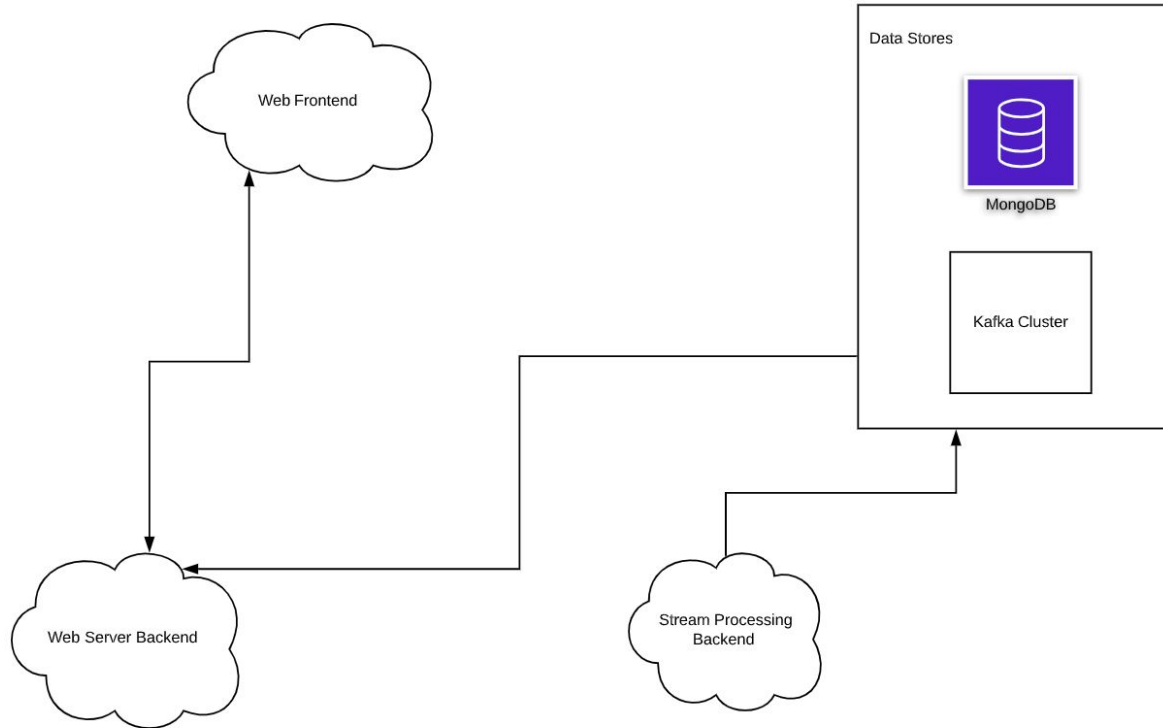 Data Stores
Web Frontend
MongoDB
Kafka Cluster
Web Server Backend
Stream Processing
Backend